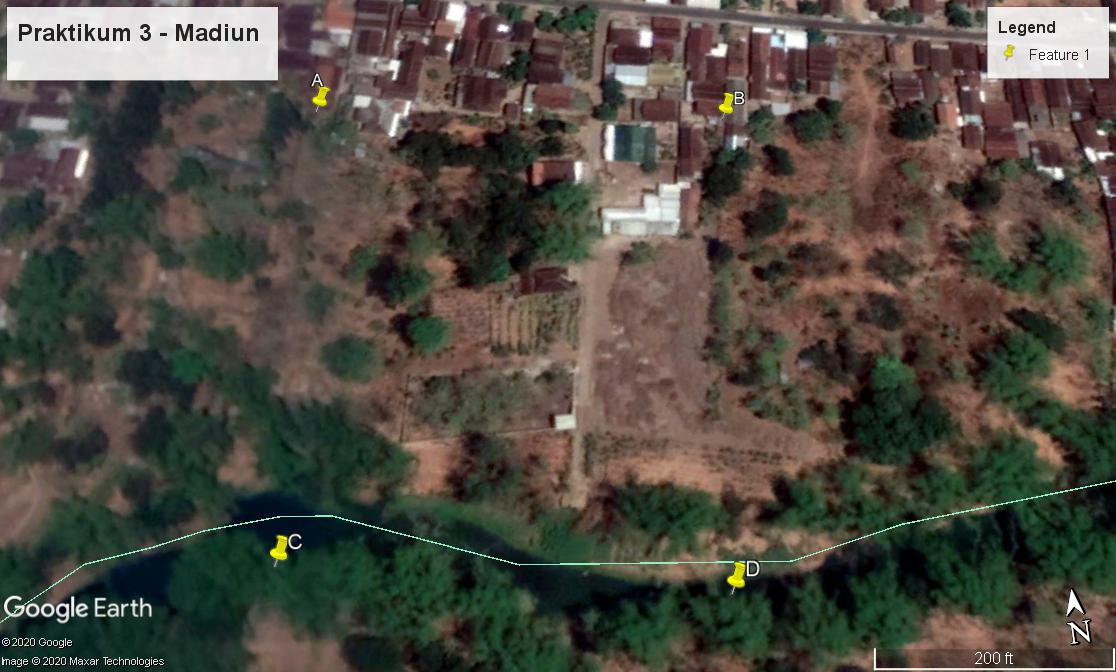 Praktikum 3 - Madiun
Legend
Feature 1
A
B
C
D
Google Earth
© 2020 Google
Image © 2020 Maxar Technologies
N
200 ft